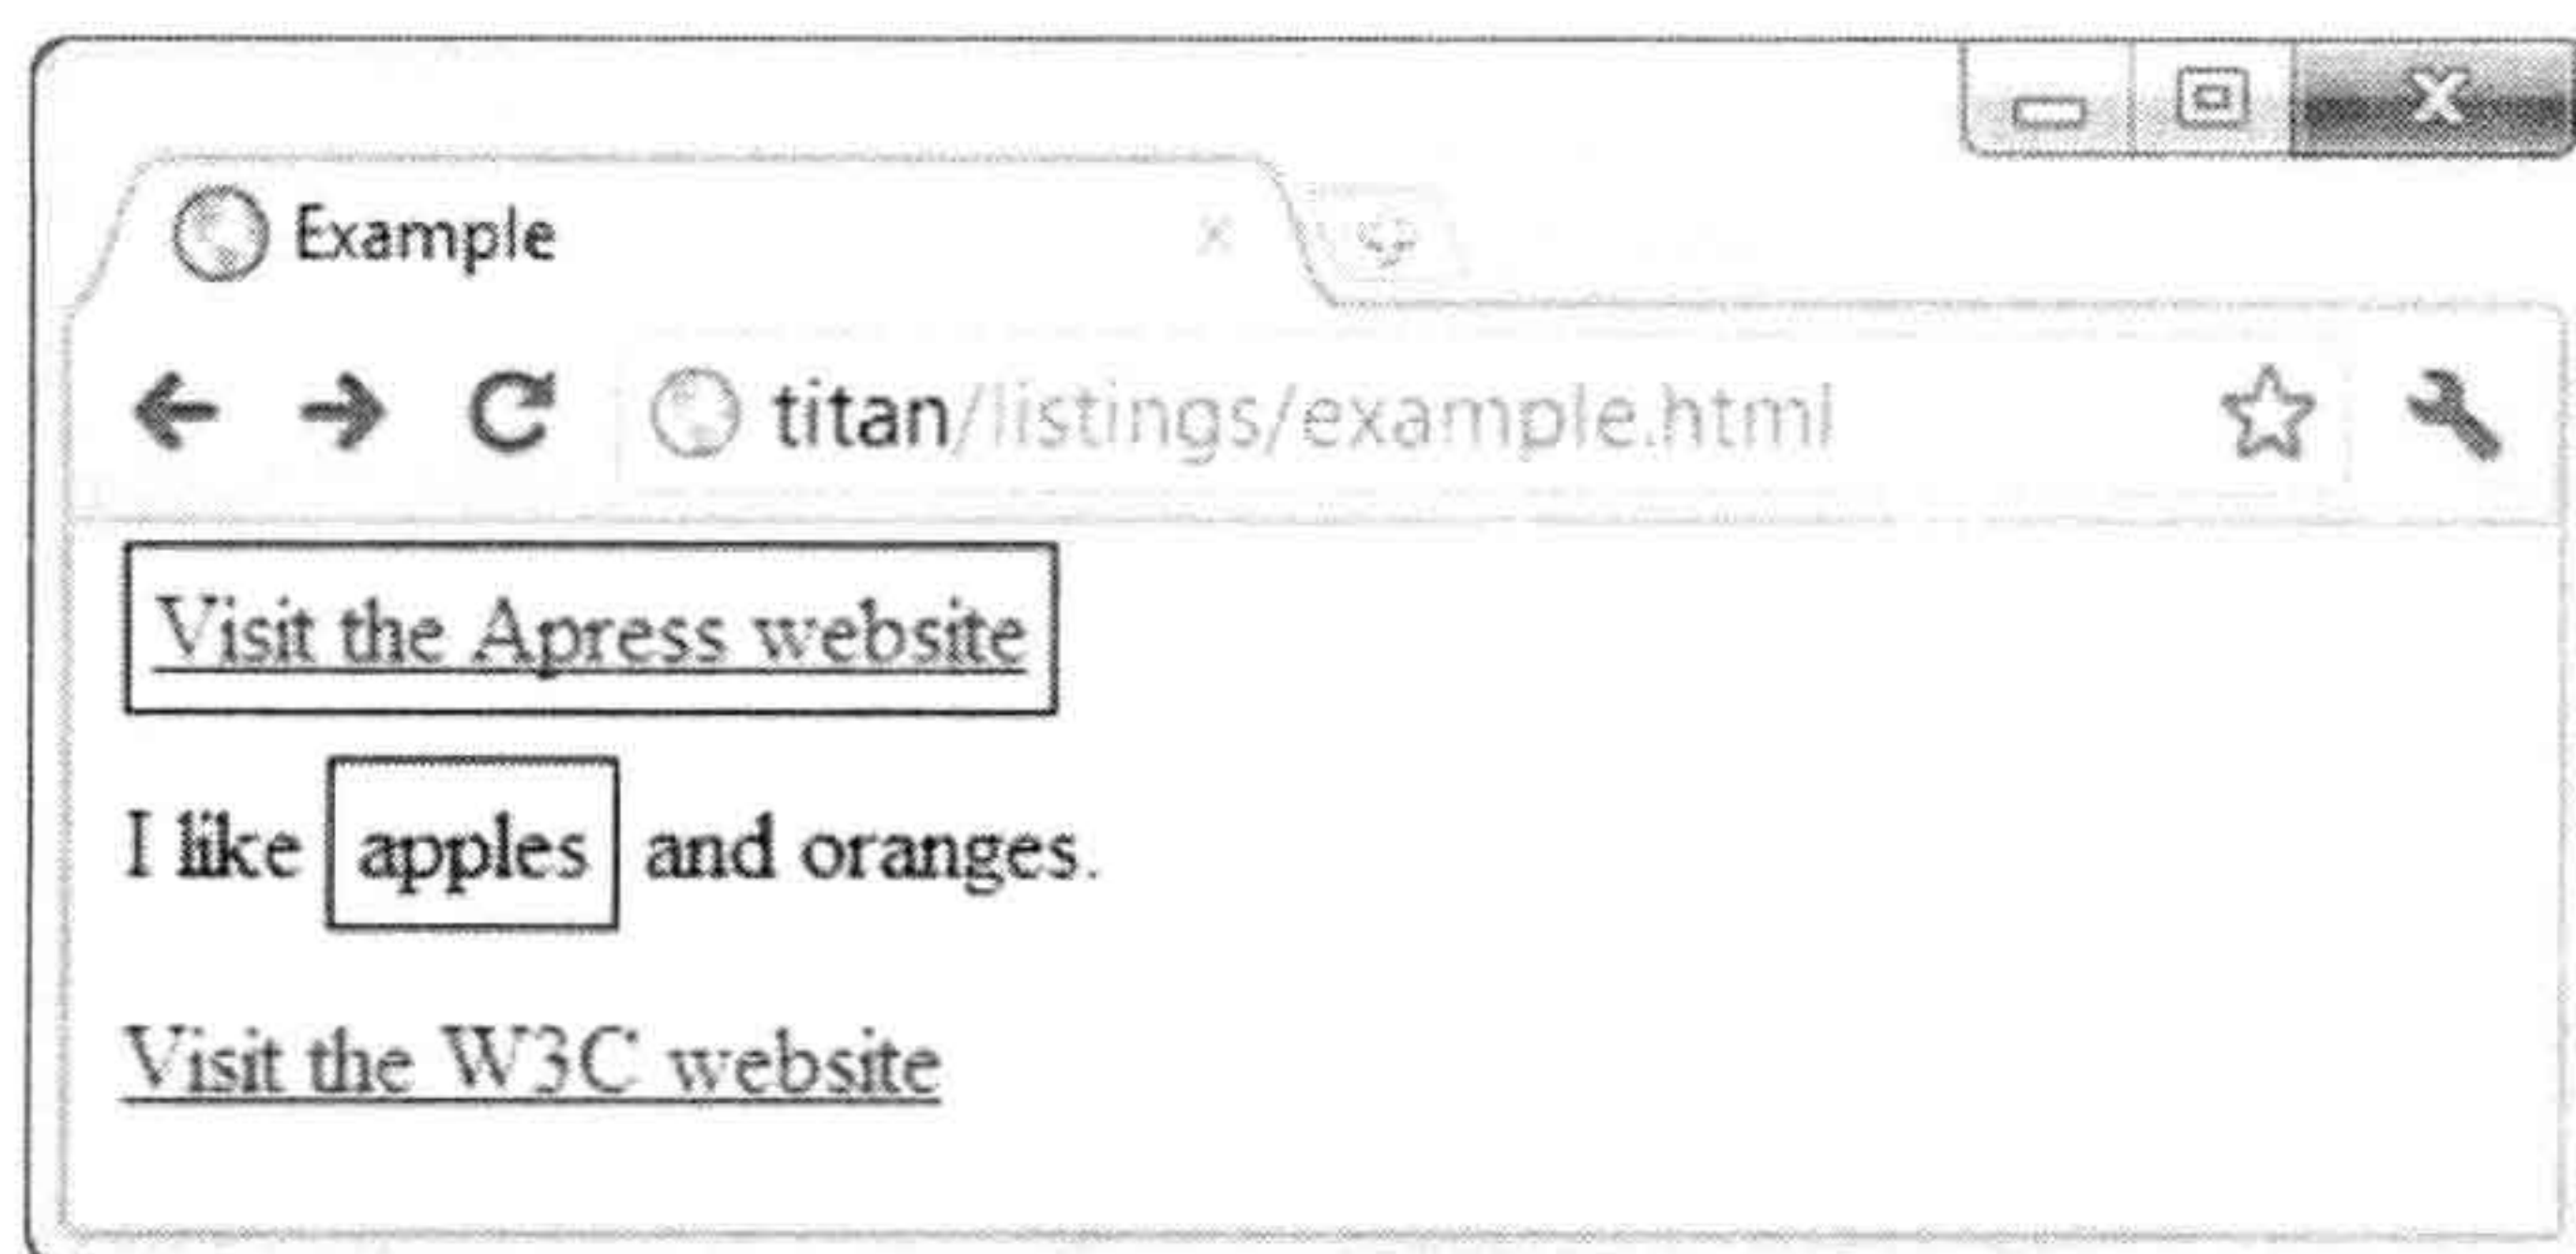 Example
titan/listings/example.html
Visit the Apress website
I like apples and oranges.
Visit the W3C website